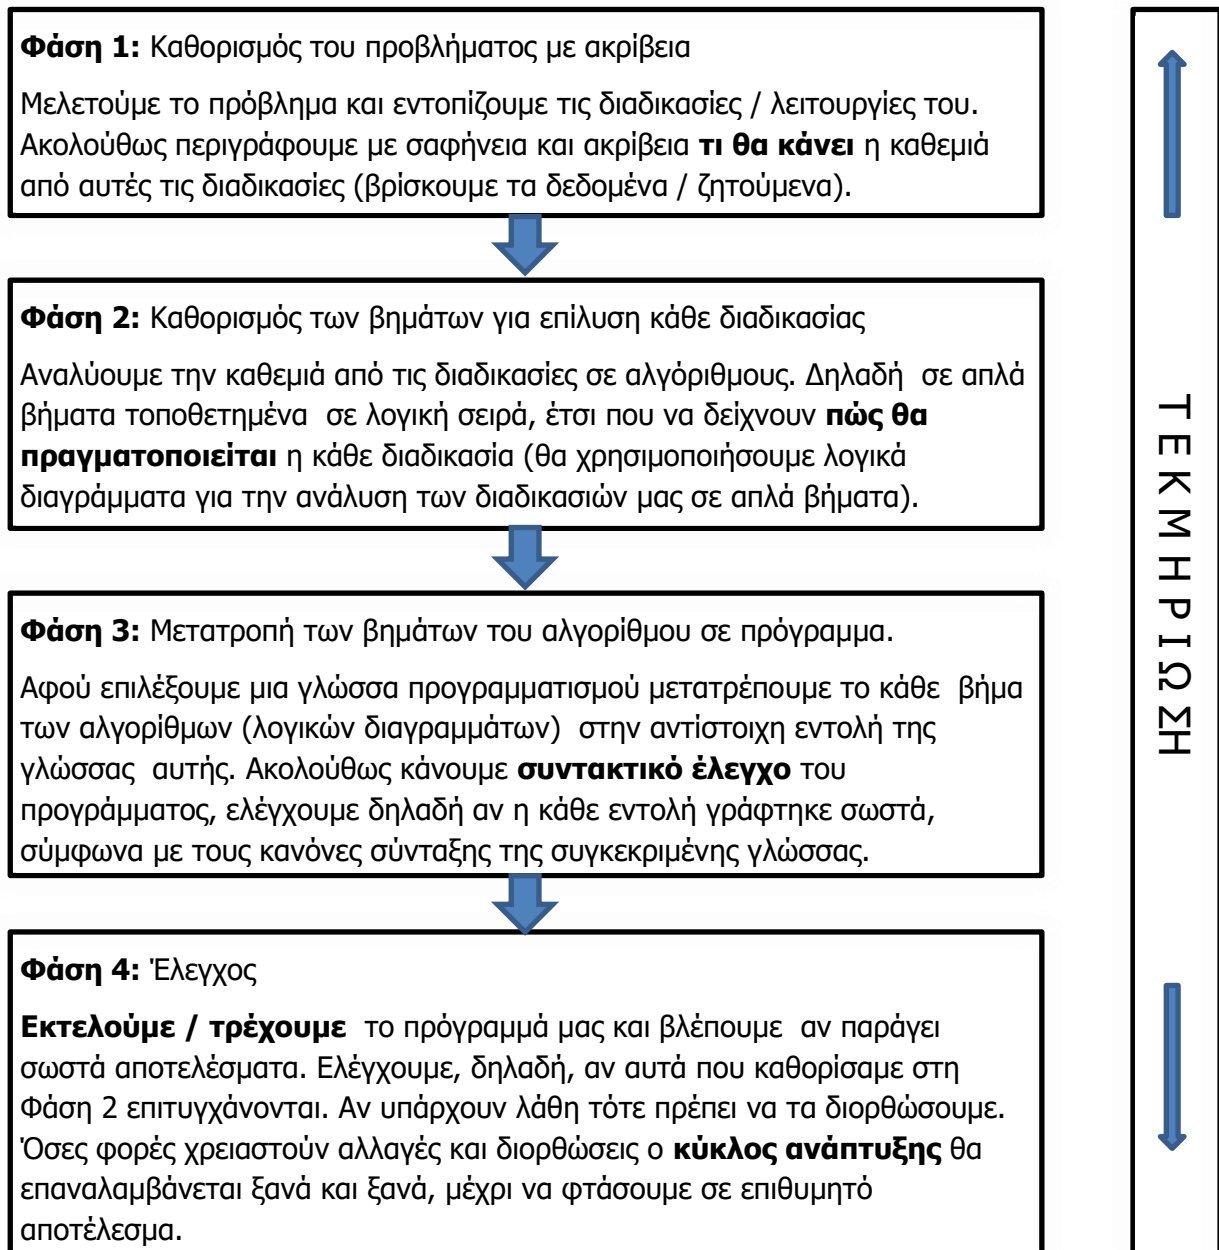 Φάση 1: Καθορισμός του προβλήματος με ακρίβεια
Μελετούμε το πρόβλημα και εντοπίζουμε τις διαδικασίες / λειτουργίες του.
Ακολούθως περιγράφουμε με σαφήνεια και ακρίβεια τι θα κάνει η καθεμιά
από αυτές τις διαδικασίες (βρίσκουμε τα δεδομένα / ζητούμενα).
Φάση 2: Καθορισμός των βημάτων για επίλυση κάθε διαδικασίας
Αναλύουμε την καθεμιά από τις διαδικασίες σε αλγόριθμους. Δηλαδή σε απλά
βήματα τοποθετημένα σε λογική σειρά, έτσι που να δείχνουν πώς θα
πραγματοποιείται η κάθε διαδικασία (θα χρησιμοποιήσουμε λογικά
διαγράμματα για την ανάλυση των διαδικασιών μας σε απλά βήματα).
Φάση 3: Μετατροπή των βημάτων του αλγορίθμου σε πρόγραμμα.
Αφού επιλέξουμε μια γλώσσα προγραμματισμού μετατρέπουμε το κάθε βήμα
των αλγορίθμων (λογικών διαγραμμάτων) στην αντίστοιχη εντολή της
γλώσσας αυτής. Ακολούθως κάνουμε συντακτικό έλεγχο του
προγράμματος, ελέγχουμε δηλαδή αν η κάθε εντολή γράφτηκε σωστά,
σύμφωνα με τους κανόνες σύνταξης της συγκεκριμένης γλώσσας.
Φάση 4: Έλεγχος
Εκτελούμε / τρέχουμε το πρόγραμμά μας και βλέπουμε αν παράγει
σωστά αποτελέσματα. Ελέγχουμε, δηλαδή, αν αυτά που καθορίσαμε στη
Φάση 2 επιτυγχάνονται. Αν υπάρχουν λάθη τότε πρέπει να τα διορθώσουμε.
Όσες φορές χρειαστούν αλλαγές και διορθώσεις ο κύκλος ανάπτυξης θα
επαναλαμβάνεται ξανά και ξανά, μέχρι να φτάσουμε σε επιθυμητό
αποτέλεσμα.
Τ Ε Κ Μ Η Ρ Ι Ω ΣΗ